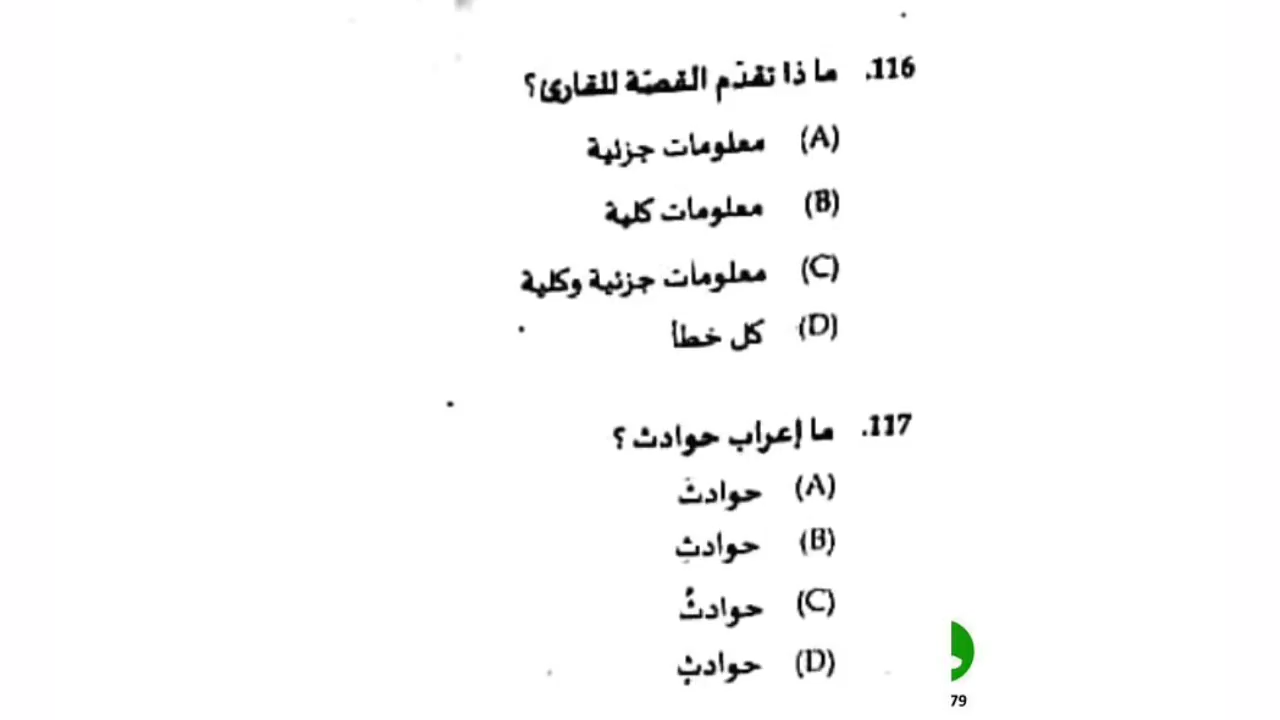 116. ما ذا تقدّم القصّة للقارئ؟
(A) معلومات جزئية
(B) معلومات كلية
(C) معلومات جزئية وكلية
(D) كل خطأ
117. ما إعراب حوادث ؟
(A) حوادثَ
(B) حوادثِ
(C) حوادثٌ
(D) حوادثٍ
79